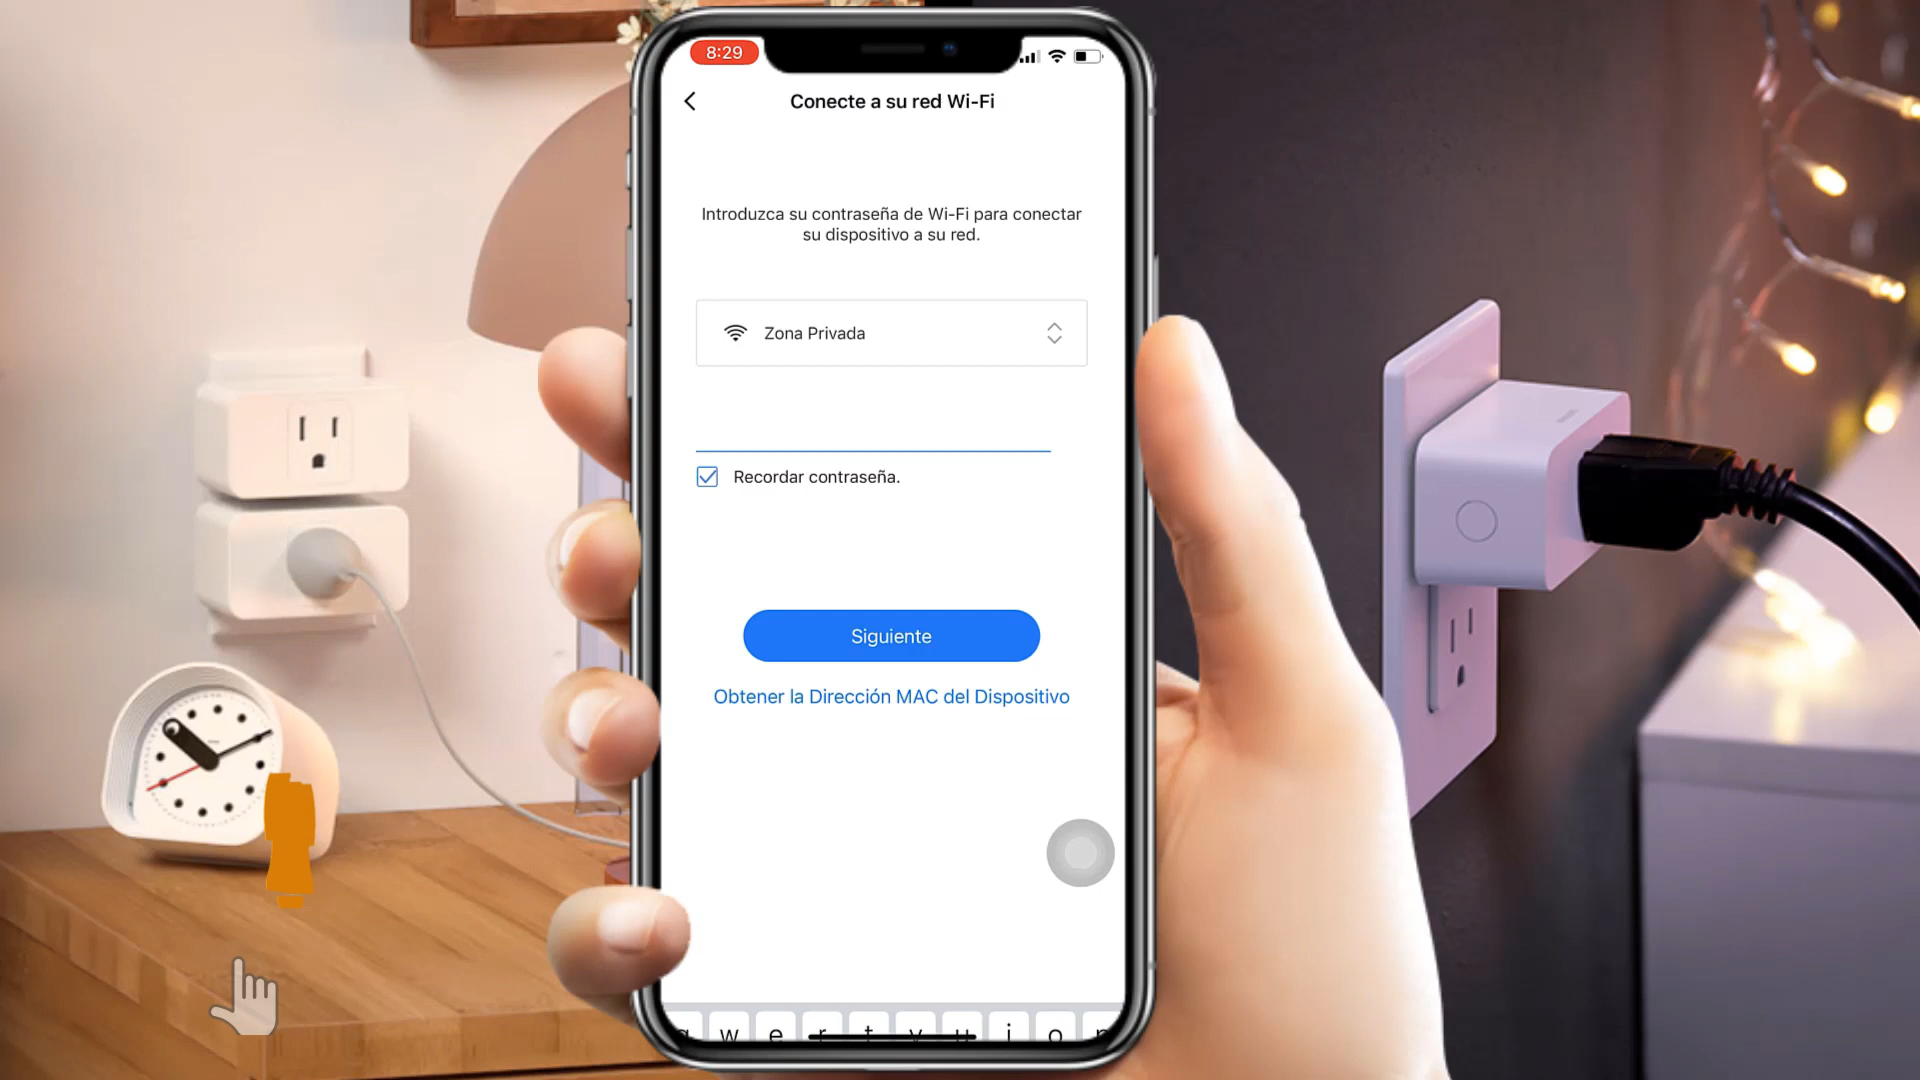 8:29
Conecte a su red Wi-Fi
Introduzca su contraseña de Wi-Fi para conectar
su dispositivo a su red.
Zona Privada
Recordar contraseña.
Siguiente
Obtener la Dirección MAC del Dispositivo
q w e r t y u i o p